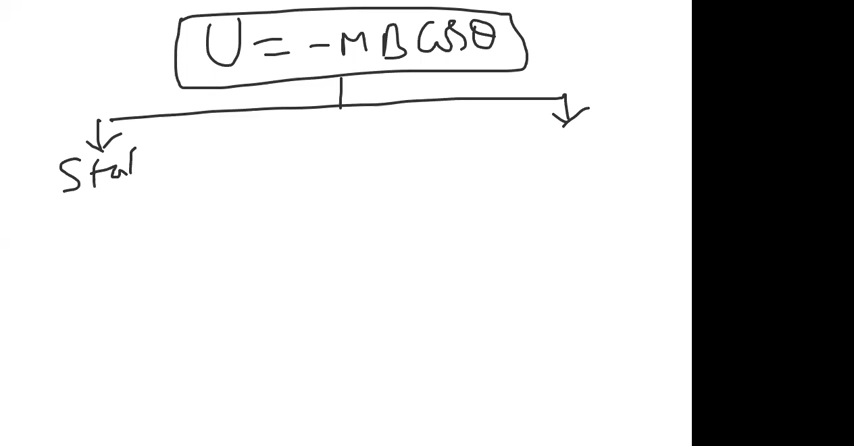 U = -MBCosθ
Stal